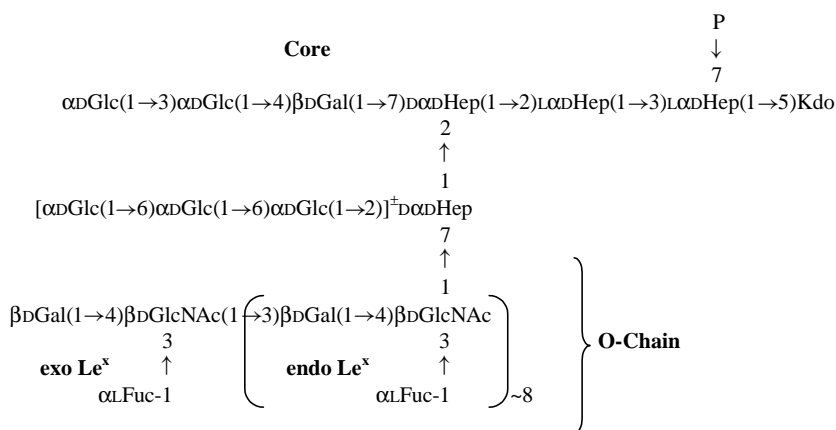 P
Core
↓
7
αDGlc(1→3)αDGlc(1→4)βDGal(1→7)DαDHep(1→2)LαDHep(1→3)LαDHep(1→5)Kdo
2
↑
1
[αDGlc(1→6)αDGlc(1→6)αDGlc(1→2)]±DαDHep
7
↑
1
βDGal(1→4)βDGlcNAc(1→3)βDGal(1→4)βDGlcNAc
O-Chain
3 3
exo Lex ↑ endo Lex ↑
αLFuc-1 αLFuc-1 ~8